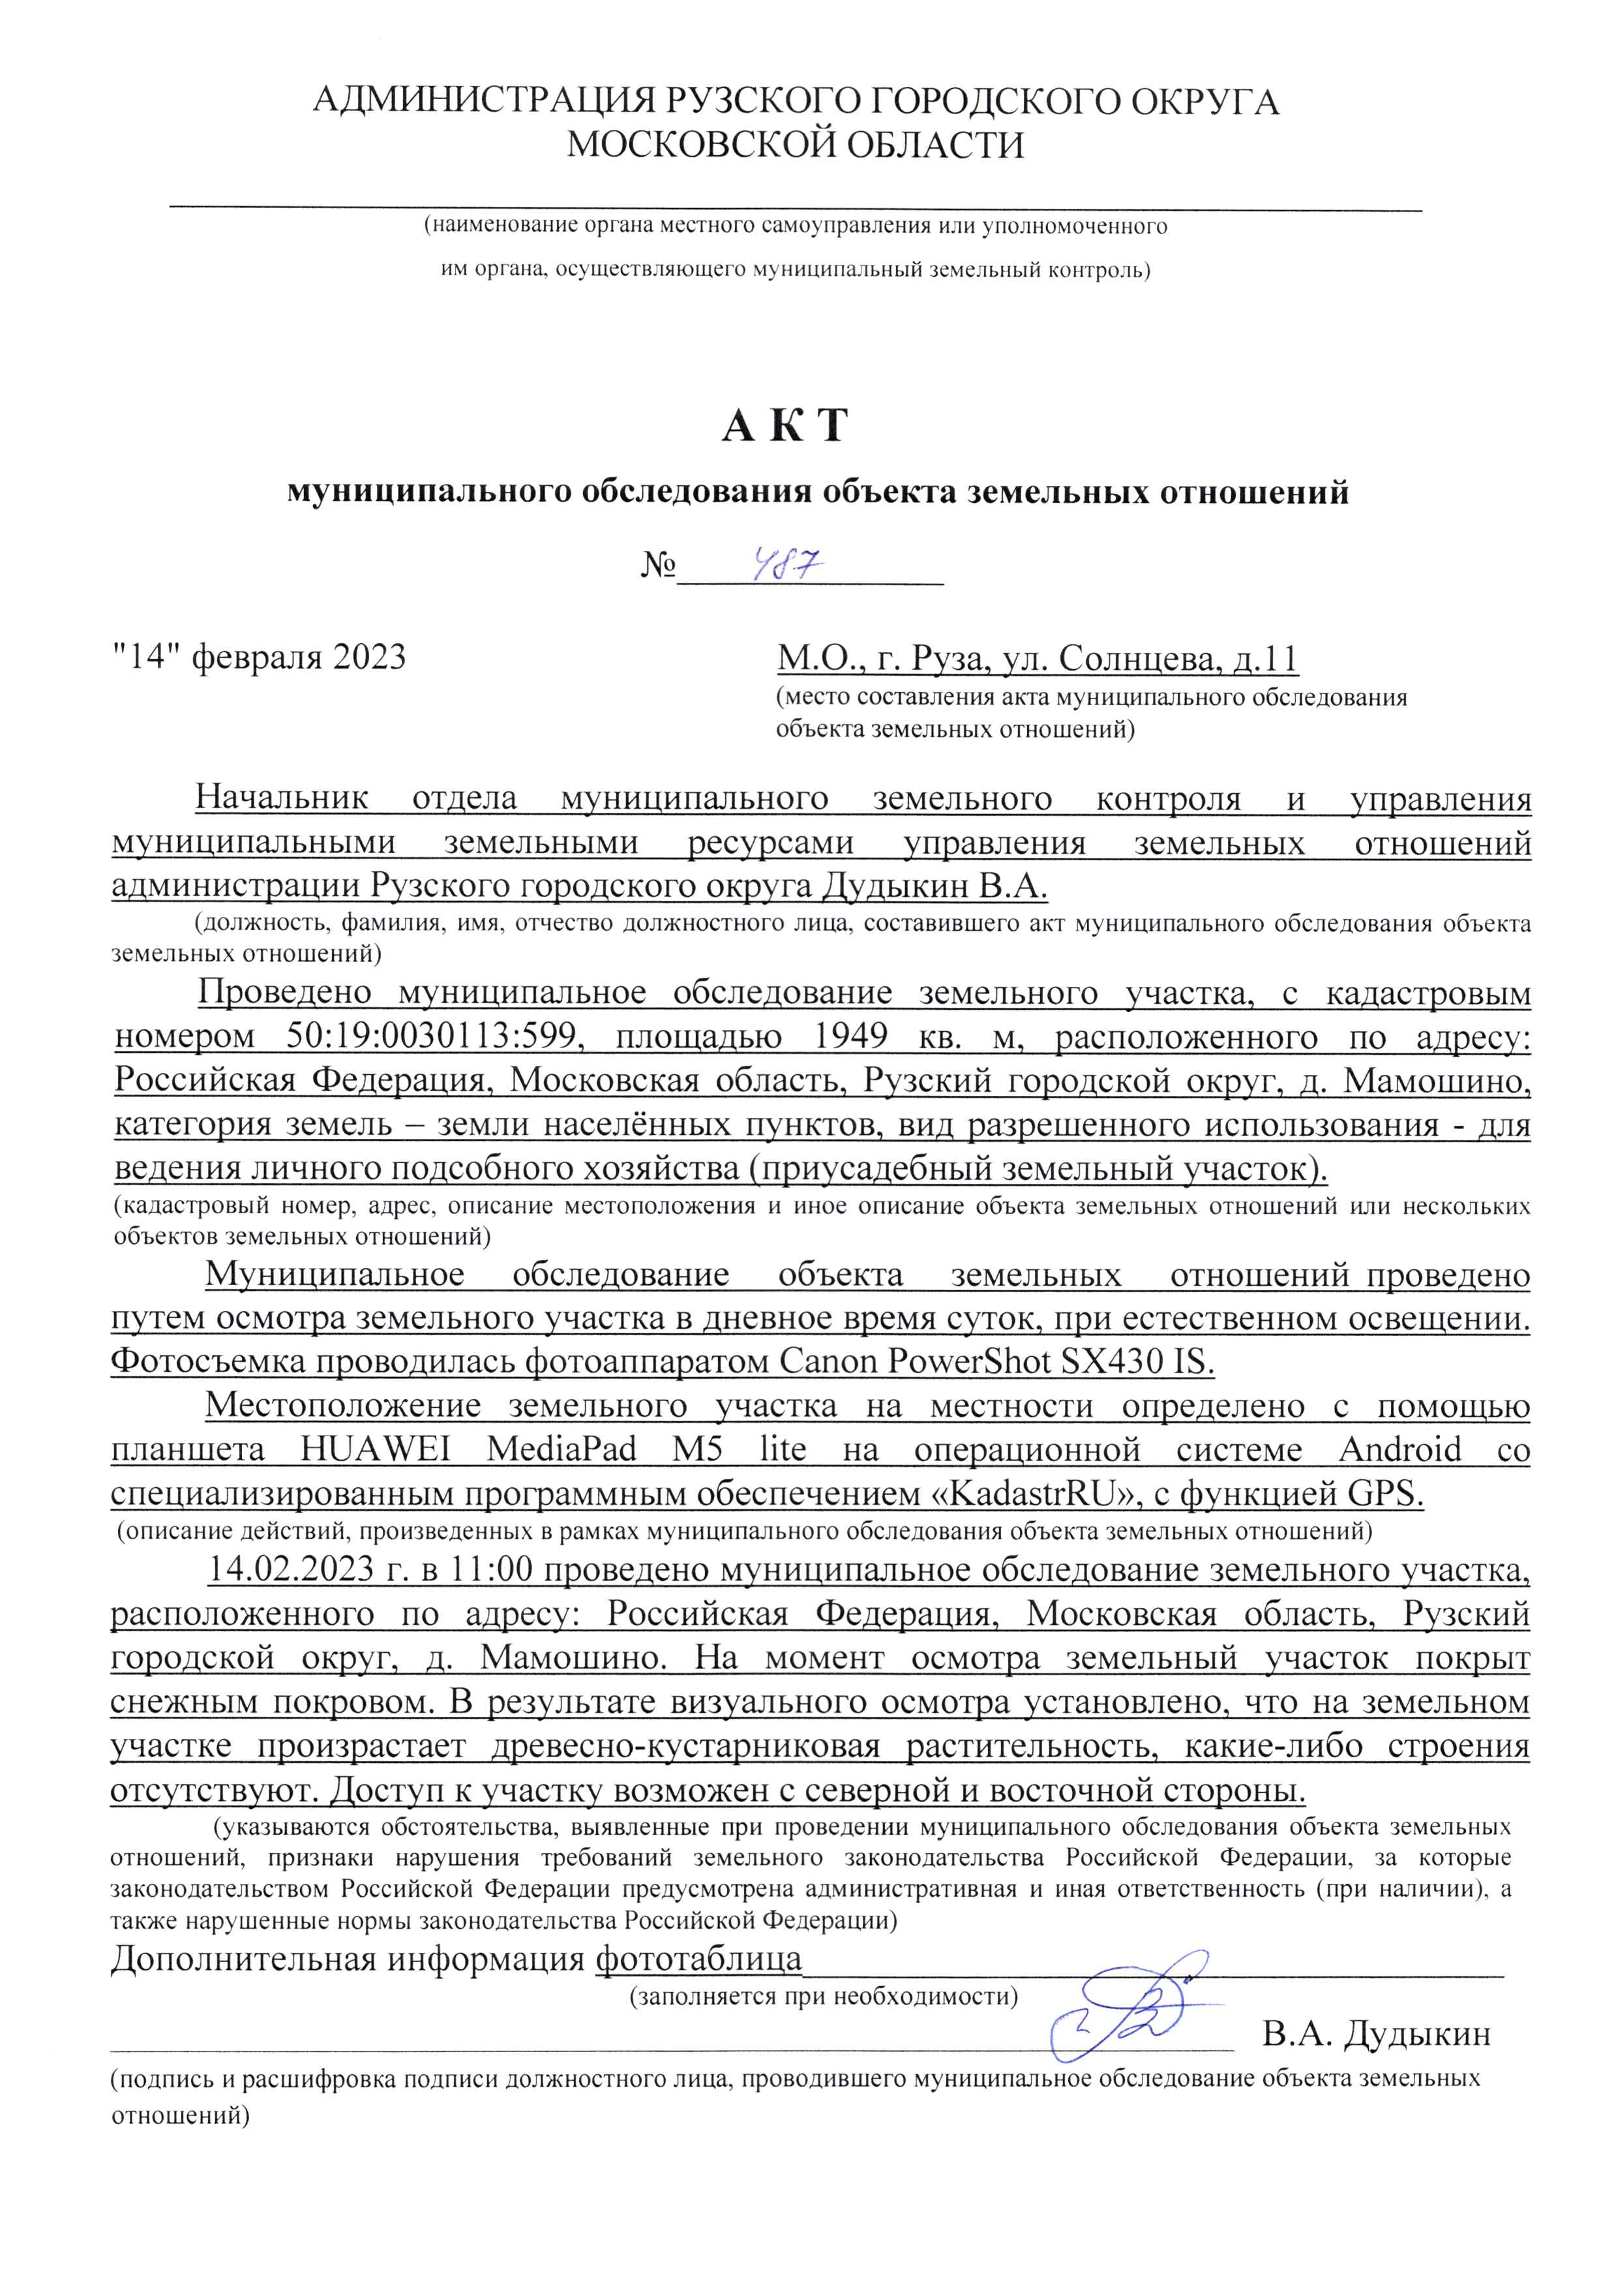 АДМИНИСТРАЦИЯ РУЗСКОГО ГОРОДСКОГО ОКРУГА
МОСКОВСКОЙ ОБЛАСТИ
(наименование органа местного самоуправления или уполномоченного
им органа, осуществляющего муниципальный земельный контроль)
А К Т
муниципального обследования объекта земельных отношений
№ 487
"14" февраля 2023
М.О., г. Руза, ул. Солнцева, д.11
(место составления акта муниципального обследования
объекта земельных отношений)
Начальник отдела муниципального земельного контроля и управления
муниципальными земельными ресурсами управления земельных отношений
администрации Рузского городского округа Дудыкин В.А.
(должность, фамилия, имя, отчество должностного лица, составившего акт муниципального обследования объекта
земельных отношений)
Проведено муниципальное обследование земельного участка, с кадастровым
номером 50:19:0030113:599, площадью 1949 кв. м, расположенного по адресу:
Российская Федерация, Московская область, Рузский городской округ, д. Мамошино,
категория земель – земли населённых пунктов, вид разрешенного использования - для
ведения личного подсобного хозяйства (приусадебный земельный участок).
(кадастровый номер, адрес, описание местоположения и иное описание объекта земельных отношений или нескольких
объектов земельных отношений)
Муниципальное обследование объекта земельных отношений проведено
путем осмотра земельного участка в дневное время суток, при естественном освещении.
Фотосъемка проводилась фотоаппаратом Canon PowerShot SX430 IS.
Местоположение земельного участка на местности определено с помощью
планшета HUAWEI MediaPad M5 lite на операционной системе Android со
специализированным программным обеспечением «KadastrRU», с функцией GPS.
(описание действий, произведенных в рамках муниципального обследования объекта земельных отношений)
14.02.2023 г. в 11:00 проведено муниципальное обследование земельного участка,
расположенного по адресу: Российская Федерация, Московская область, Рузский
городской округ, д. Мамошино. На момент осмотра земельный участок покрыт
снежным покровом. В результате визуального осмотра установлено, что на земельном
участке произрастает древесно-кустарниковая растительность, какие-либо строения
отсутствуют. Доступ к участку возможен с северной и восточной стороны.
(указываются обстоятельства, выявленные при проведении муниципального обследования объекта земельных
отношений, признаки нарушения требований земельного законодательства Российской Федерации, за которые
законодательством Российской Федерации предусмотрена административная и иная ответственность (при наличии), а
также нарушенные нормы законодательства Российской Федерации)
Дополнительная информация фототаблица
(заполняется при необходимости)
В.А. Дудыкин
(подпись и расшифровка подписи должностного лица, проводившего муниципальное обследование объекта земельных
отношений)